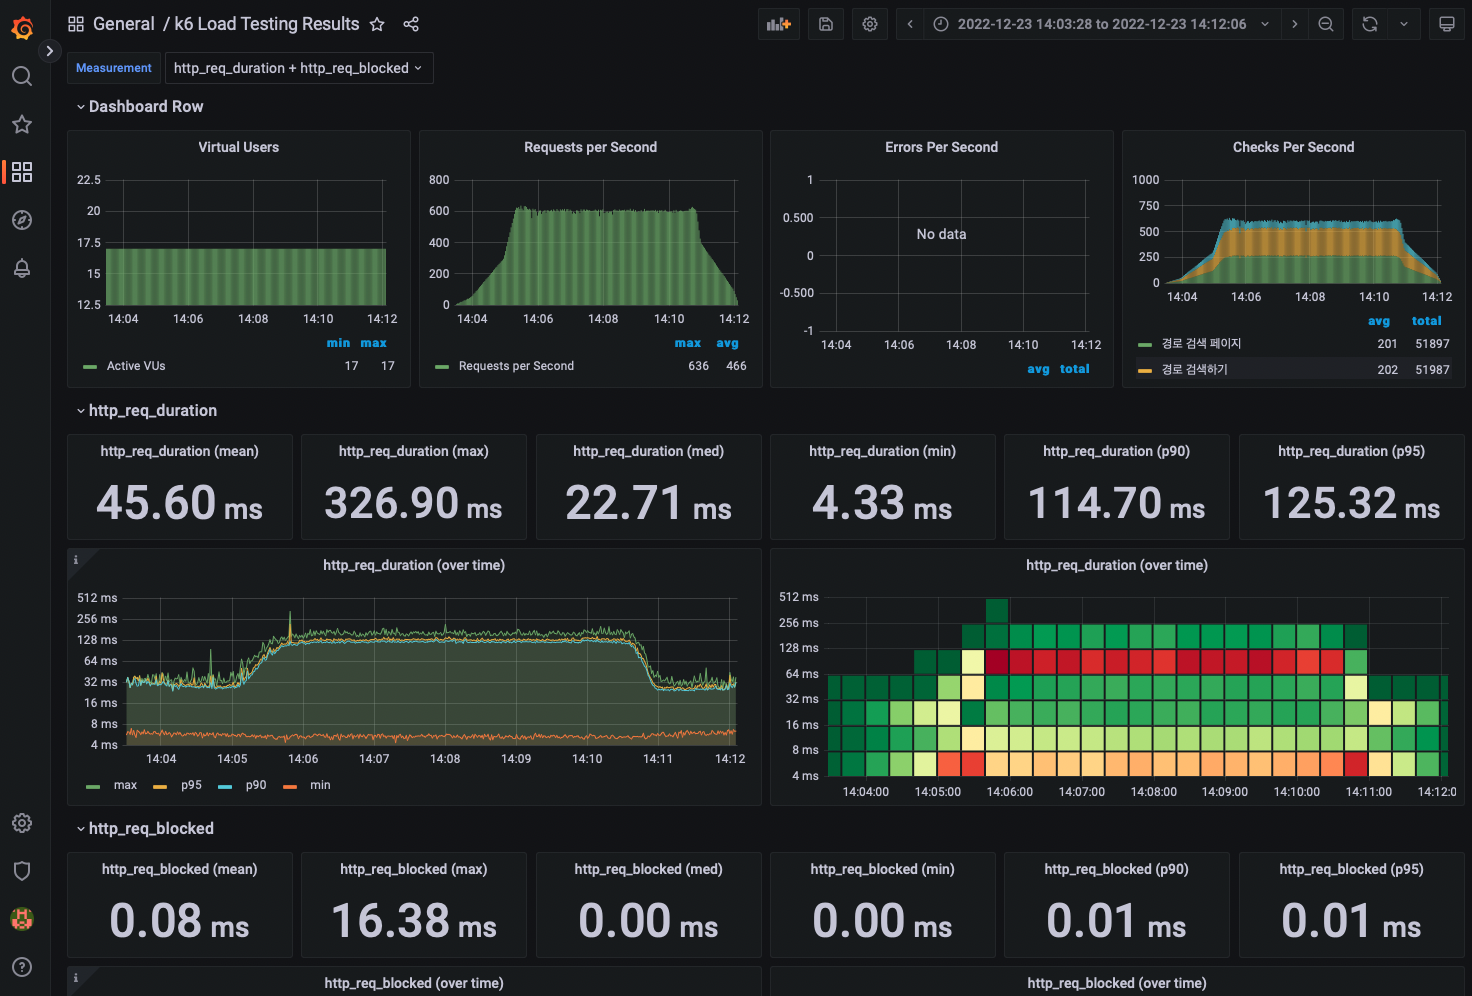 General / k6 Load Testing Results
2022-12-23 14:03:28 to 2022-12-23 14:12:06
Measurement http_req_duration + http_req_blocked
Dashboard Row
Virtual Users
22.5
20
17.5
15
12.5
14:04 14:06 14:08 14:10 14:12
min max
Active VUs 17 17
Requests per Second
800
600
400
200
0
14:04 14:06 14:08 14:10 14:12
max avg
Requests per Second 636 466
Errors Per Second
1
0.500
0
-0.500
-1
No data
14:04 14:06 14:08 14:10 14:12
avg total
Checks Per Second
1000
750
500
250
0
14:04 14:06 14:08 14:10 14:12
avg total
경로 검색 페이지 201 51897
경로 검색하기 202 51987
http_req_duration
http_req_duration (mean)
45.60 ms
http_req_duration (max)
326.90 ms
http_req_duration (med)
22.71 ms
http_req_duration (min)
4.33 ms
http_req_duration (p90)
114.70 ms
http_req_duration (p95)
125.32 ms
http_req_duration (over time)
512 ms
256 ms
128 ms
64 ms
32 ms
16 ms
8 ms
4 ms
14:04 14:05 14:06 14:07 14:08 14:09 14:10 14:11 14:12
max p95 p90 min
http_req_duration (over time)
512 ms
256 ms
128 ms
64 ms
32 ms
16 ms
8 ms
4 ms
14:04:00 14:05:00 14:06:00 14:07:00 14:08:00 14:09:00 14:10:00 14:11:00 14:12:0
http_req_blocked
http_req_blocked (mean)
0.08 ms
http_req_blocked (max)
16.38 ms
http_req_blocked (med)
0.00 ms
http_req_blocked (min)
0.00 ms
http_req_blocked (p90)
0.01 ms
http_req_blocked (p95)
0.01 ms
http_req_blocked (over time)
http_req_blocked (over time)